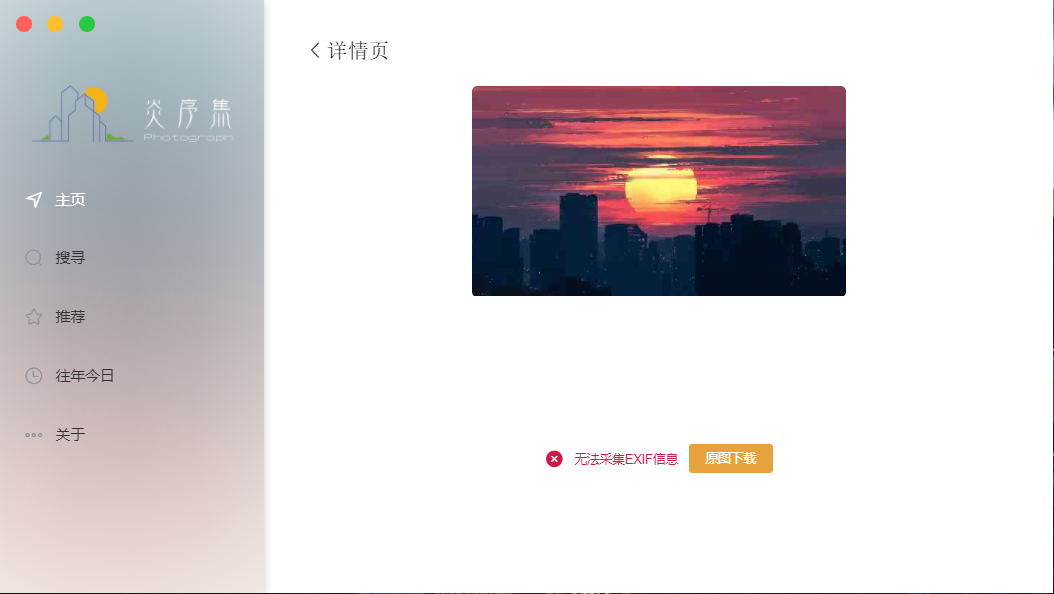 炎序集
Photograph
主页
搜寻
推荐
往年今日
关于
详情页
无法采集EXIF信息
原图下载